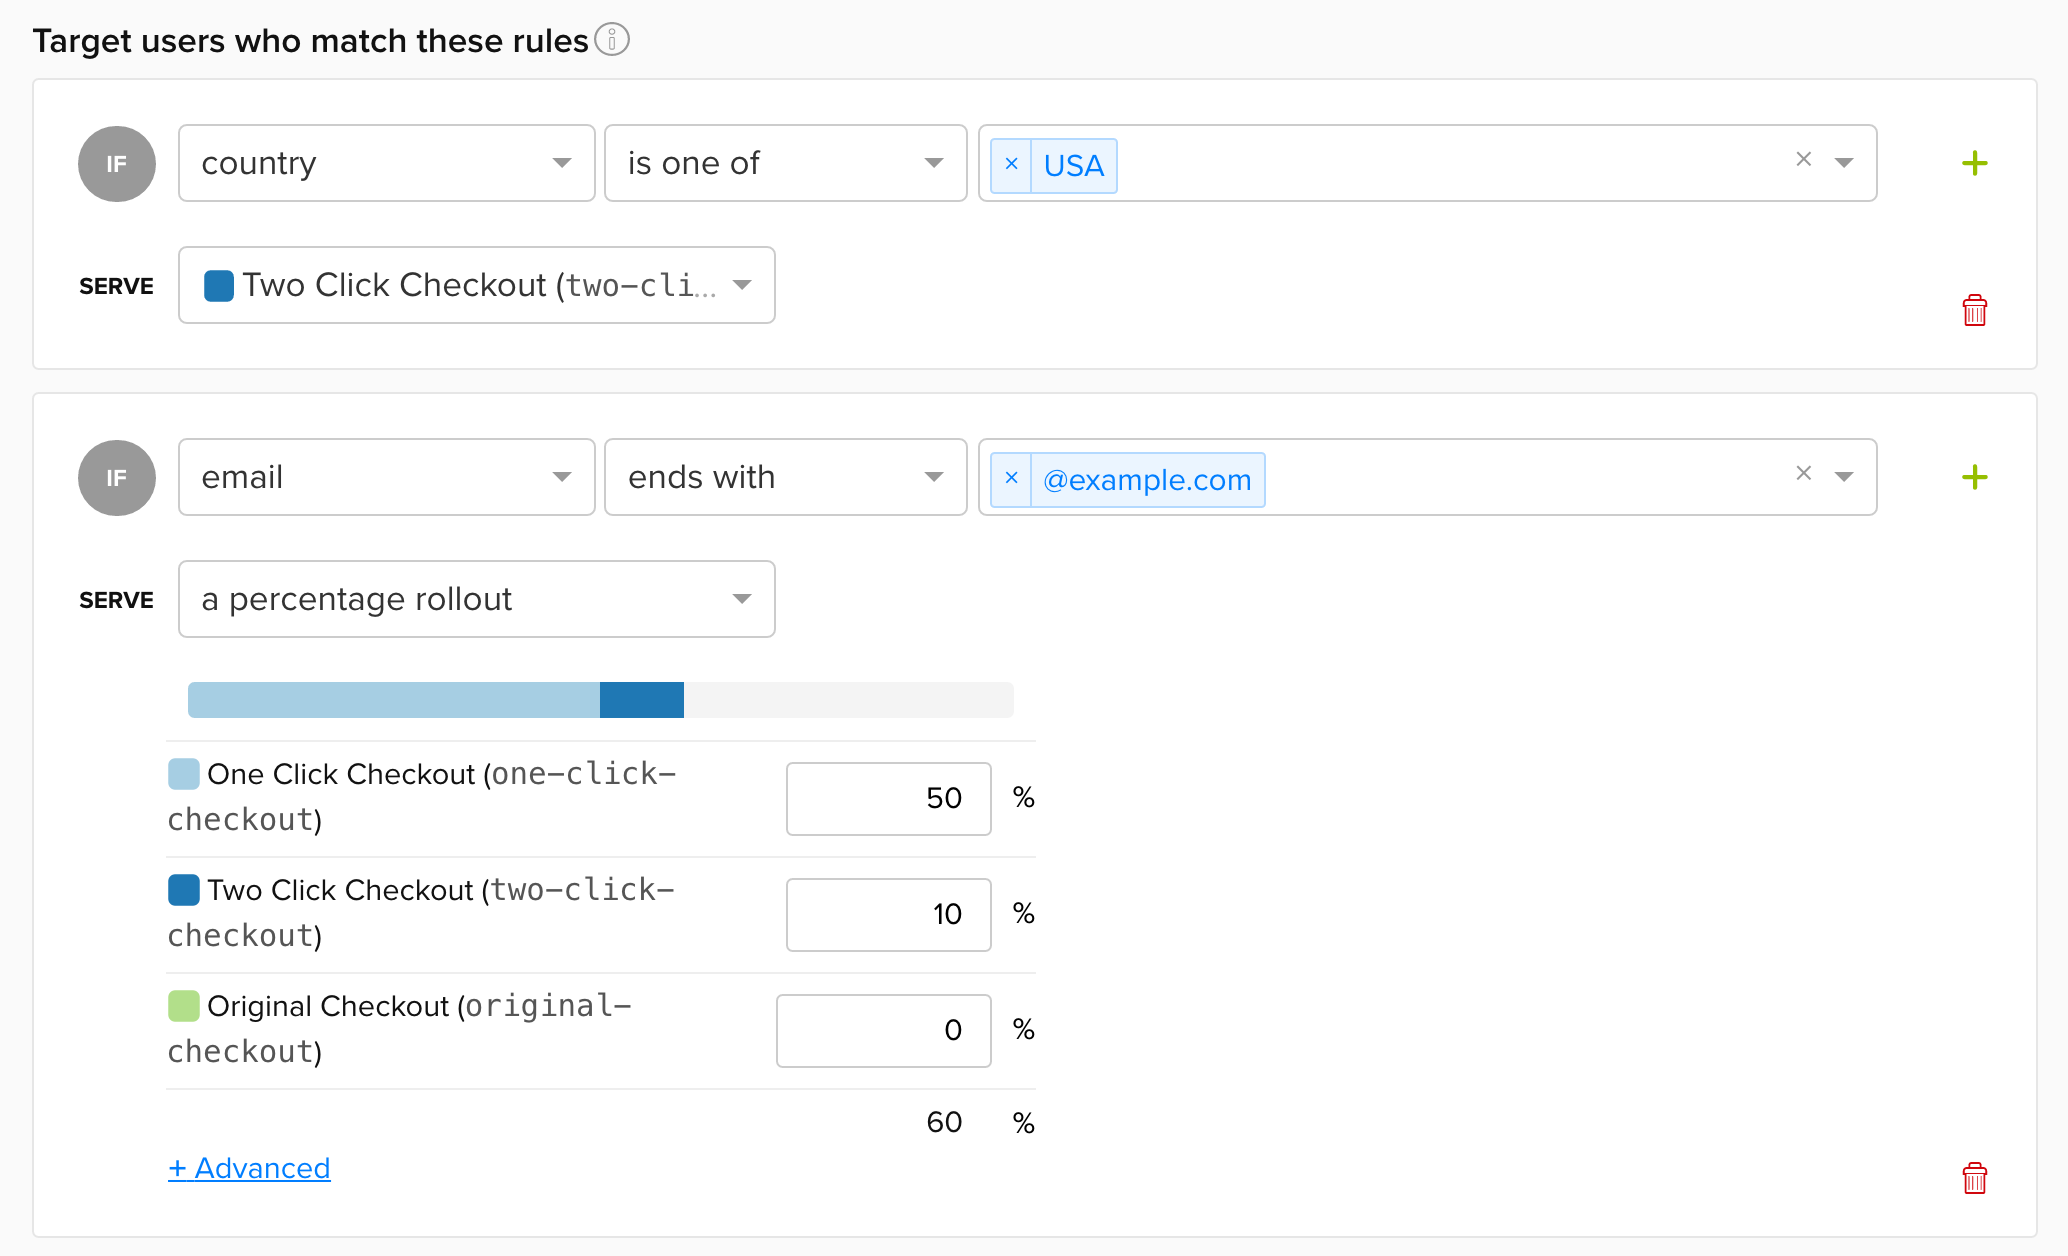 Target users who match these rules
IF country is one of × USA × +
SERVE Two Click Checkout (two-cli...
IF email ends with × @example.com × +
SERVE a percentage rollout
One Click Checkout (one-click-
checkout) 50 %
Two Click Checkout (two-click-
checkout) 10 %
Original Checkout (original-
checkout) 0 %
60 %
+ Advanced